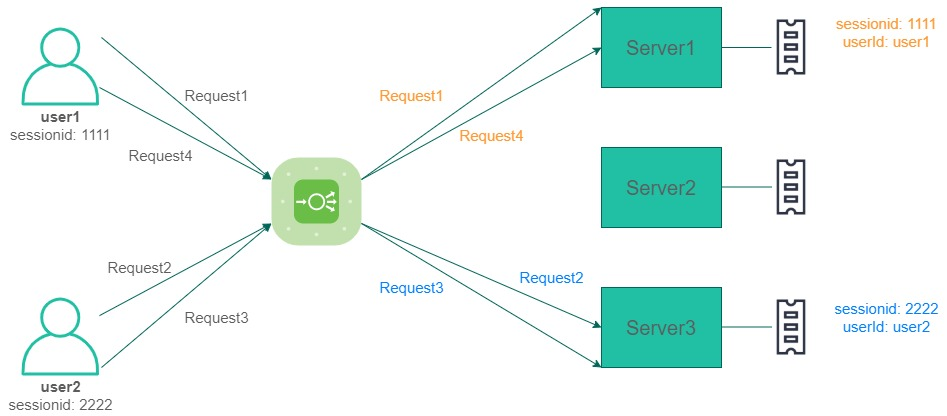 user1
sessionid: 1111
Request1
Request4
Request2
Request3
user2
sessionid: 2222
Request1
Request4
Request2
Request3
Server1
Server2
Server3
sessionid: 1111
userId: user1
sessionid: 2222
userId: user2